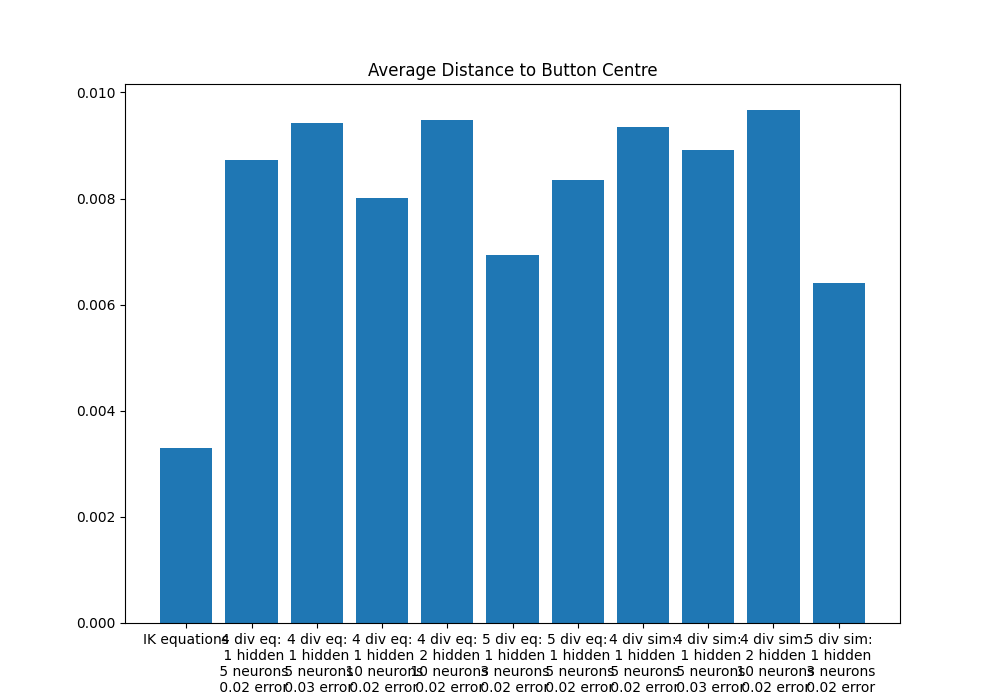 Average Distance to Button Centre
0.010
0.008
0.006
0.004
0.002
0.000
IK equations
4 div eq:
1 hidden
5 neurons
0.02 error
4 div eq:
1 hidden
5 neurons
0.03 error
4 div eq:
1 hidden
10 neurons
0.02 error
4 div eq:
2 hidden
10 neurons
0.02 error
5 div eq:
1 hidden
3 neurons
0.02 error
5 div eq:
1 hidden
5 neurons
0.02 error
4 div sim:
1 hidden
5 neurons
0.02 error
4 div sim:
1 hidden
5 neurons
0.03 error
4 div sim:
2 hidden
10 neurons
0.02 error
5 div sim:
1 hidden
3 neurons
0.02 error